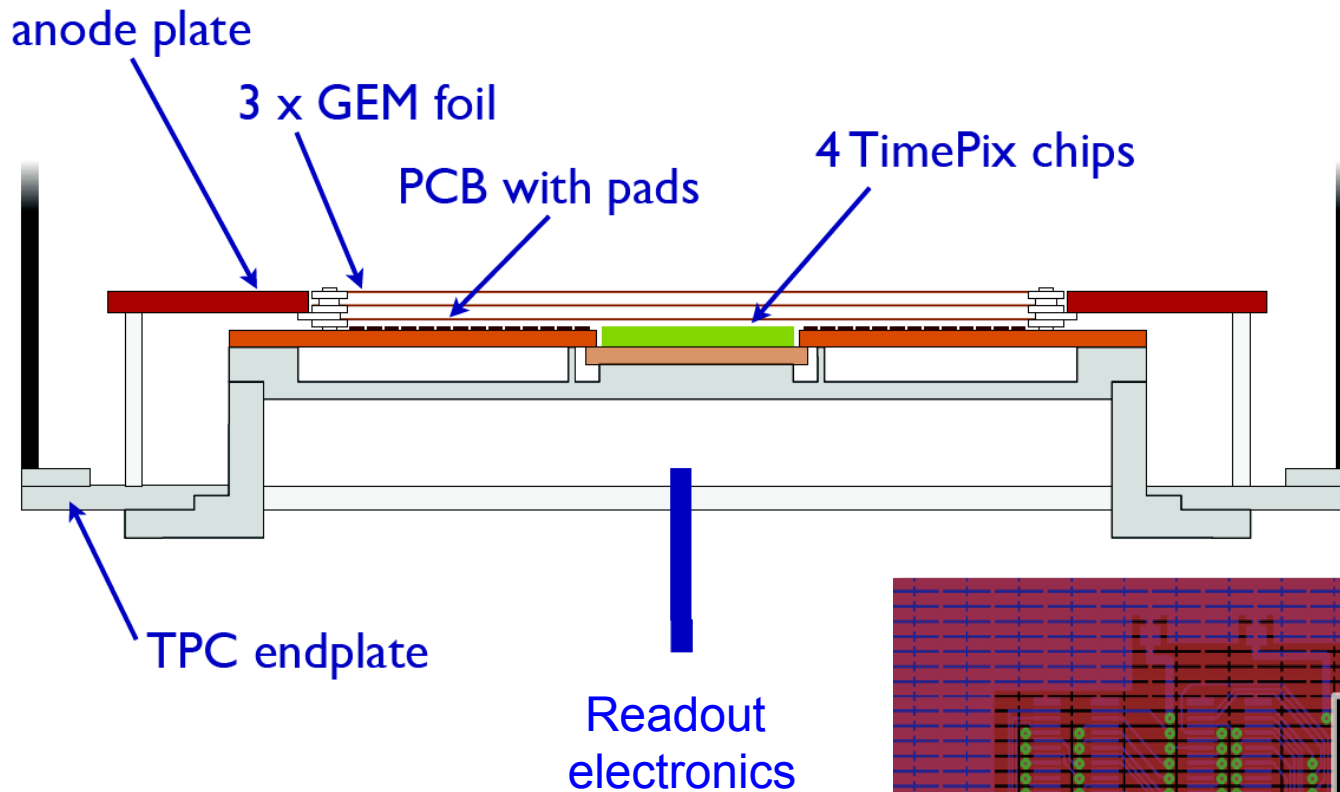 anode plate
3 x GEM foil
4 TimePix chips
PCB with pads
TPC endplate
Readout
electronics